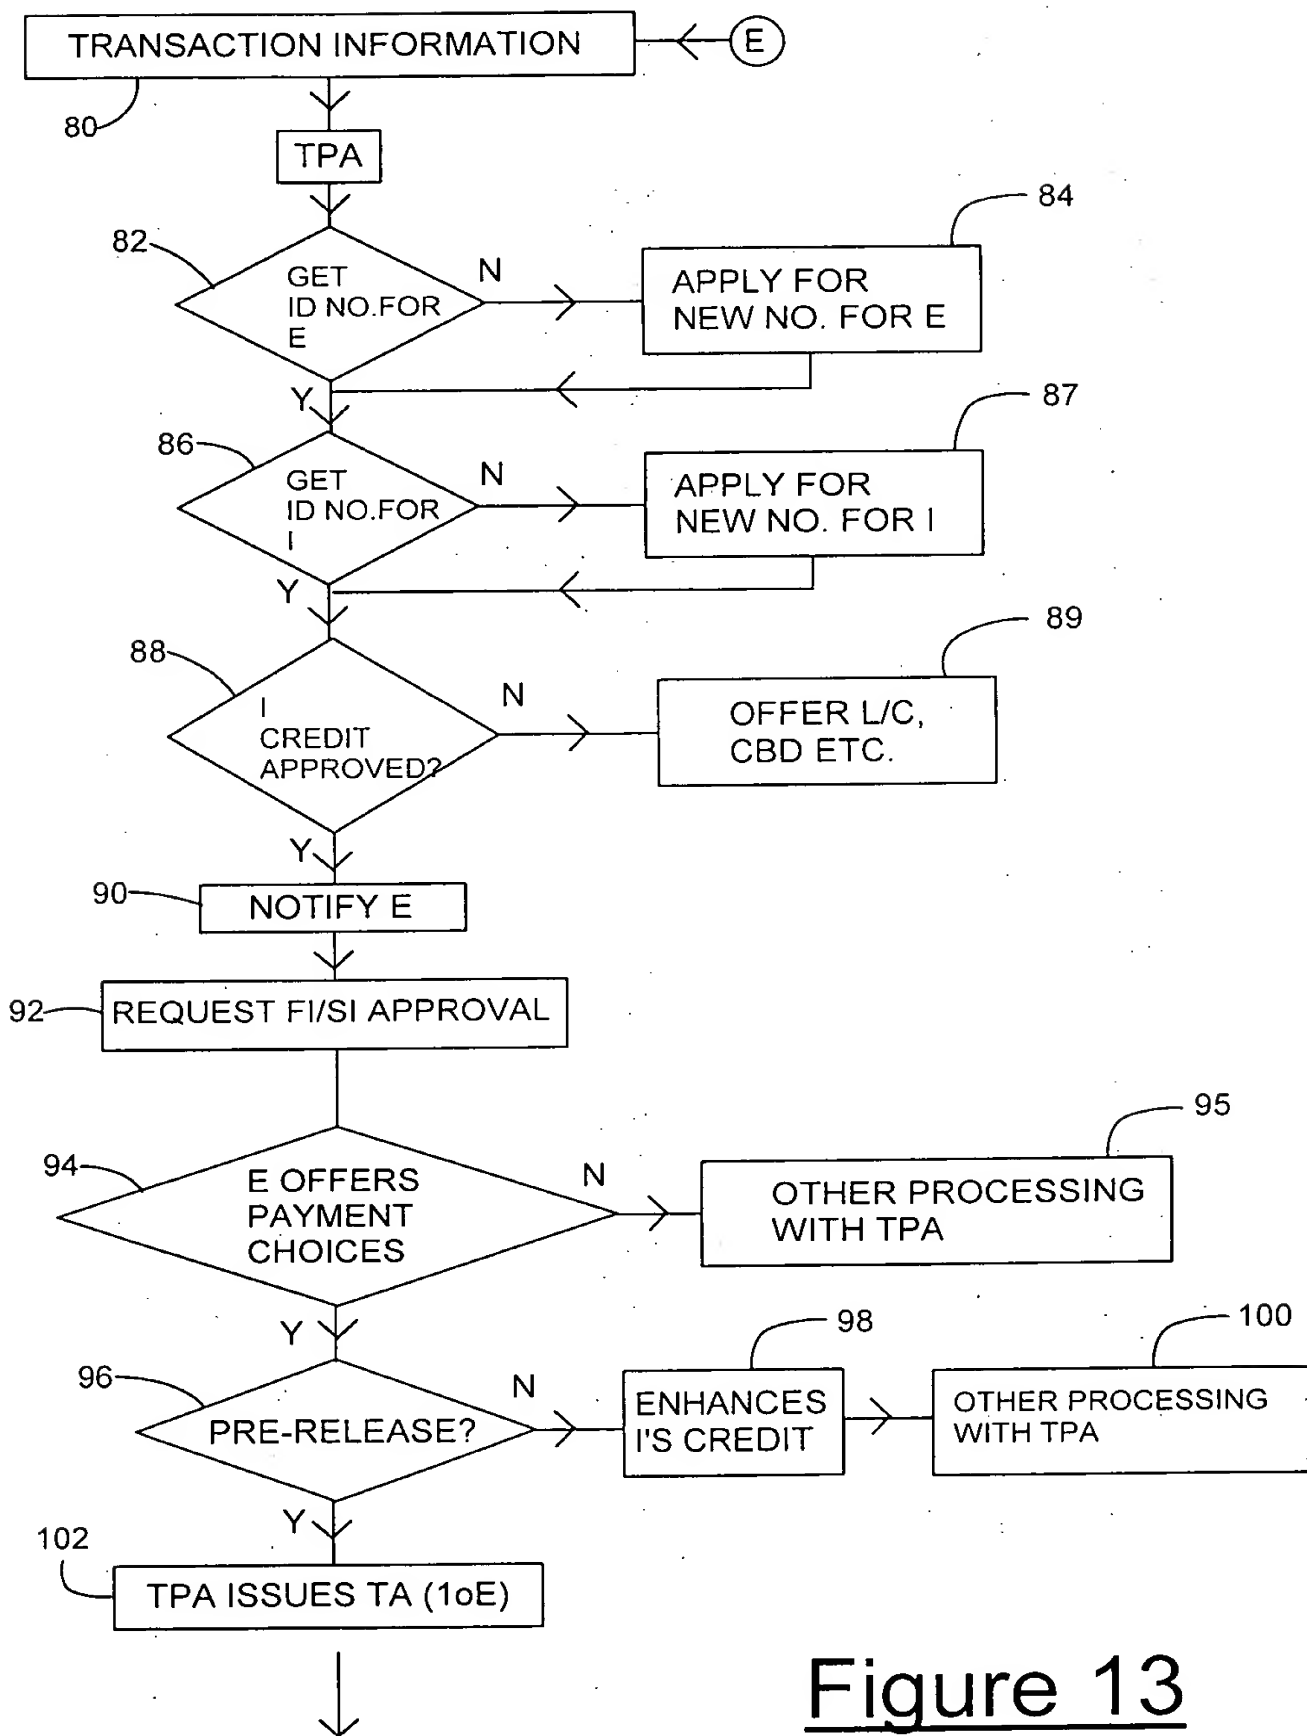 TRANSACTION INFORMATION
E
80
TPA
82
GET
ID NO.FOR
E
N
84
APPLY FOR
NEW NO. FOR E
Y
86
GET
ID NO.FOR
I
N
87
APPLY FOR
NEW NO. FOR I
Y
88
I
CREDIT
APPROVED?
N
89
OFFER L/C,
CBD ETC.
Y
90
NOTIFY E
92
REQUEST FI/SI APPROVAL
94
E OFFERS
PAYMENT
CHOICES
N
95
OTHER PROCESSING
WITH TPA
Y
96
PRE-RELEASE?
N
98
ENHANCES
I'S CREDIT
100
OTHER PROCESSING
WITH TPA
Y
102
TPA ISSUES TA (1oE)
Figure 13